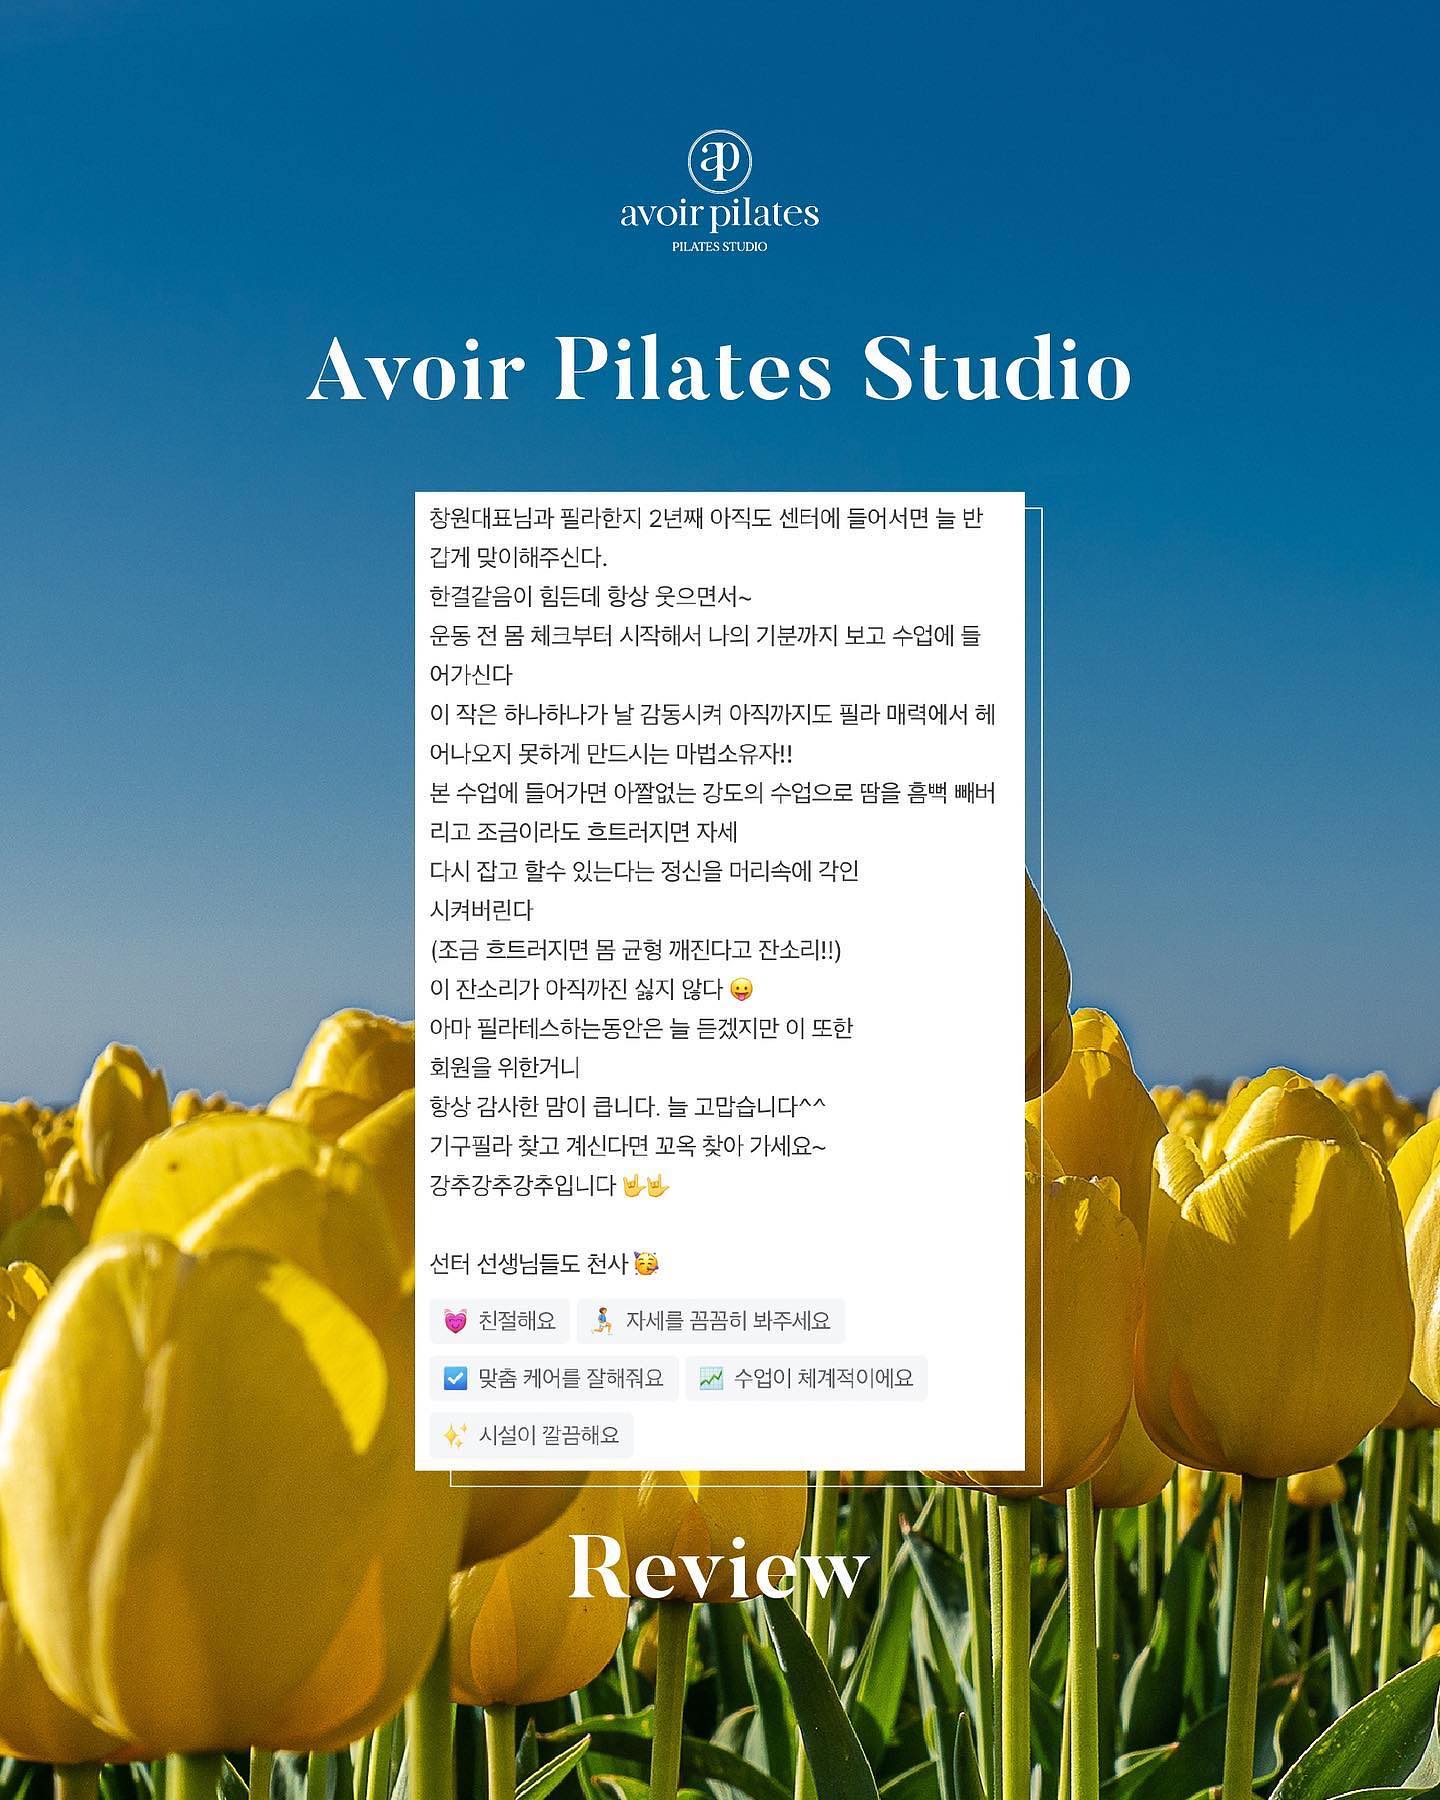 ap
avoir pilates
PILATES STUDIO
Avoir Pilates Studio
창원대표님과 필라한지 2년째 아직도 센터에 들어서면 늘 반
갑게 맞이해주신다.
한결같음이 힘든데 항상 웃으면서~
운동 전 몸 체크부터 시작해서 나의 기분까지 보고 수업에 들
어가신다
이 작은 하나하나가 날 감동시켜 아직까지도 필라 매력에서 헤
어나오지 못하게 만드시는 마법소유자!!
본 수업에 들어가면 아짤없는 강도의 수업으로 땀을 흠뻑 빼버
리고 조금이라도 흐트러지면 자세
다시 잡고 할수 있는다는 정신을 머리속에 각인
시켜버린다
(조금 흐트러지면 몸 균형 깨진다고 잔소리!!)
이 잔소리가 아직까진 싫지 않다 😛
아마 필라테스하는동안은 늘 듣겠지만 이 또한
회원을 위한거니
항상 감사한 맘이 큽니다. 늘 고맙습니다^^
기구필라 찾고 계신다면 꼬옥 찾아 가세요~
강추강추강추입니다 🤟🤟
선터 선생님들도 천사 🥳
💓 친절해요
자세를 꼼꼼히 봐주세요
☑️ 맞춤 케어를 잘해줘요
📈 수업이 체계적이에요
✨ 시설이 깔끔해요
Review